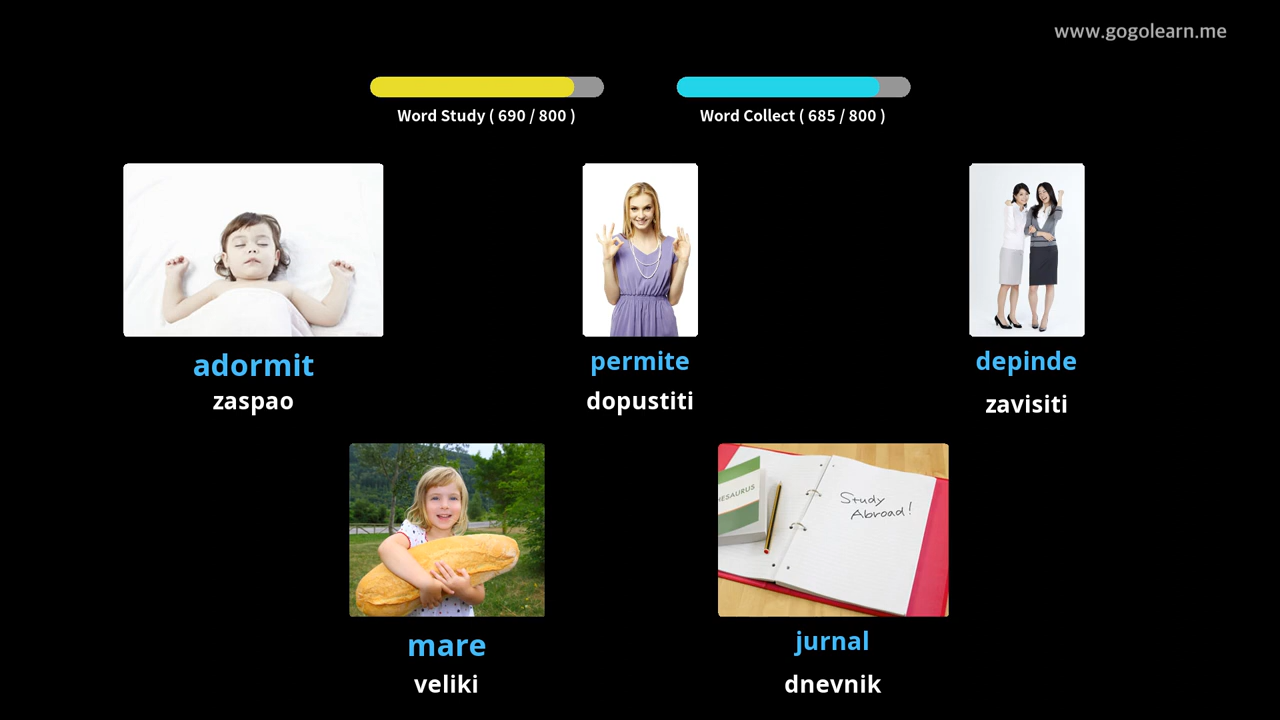 www.gogolearn.me
Word Study ( 690 / 800 )
Word Collect ( 685 / 800 )
adormit
zaspao
permite
dopustiti
depinde
zavisiti
HESAURUS
Study
Abroad!
mare
veliki
jurnal
dnevnik